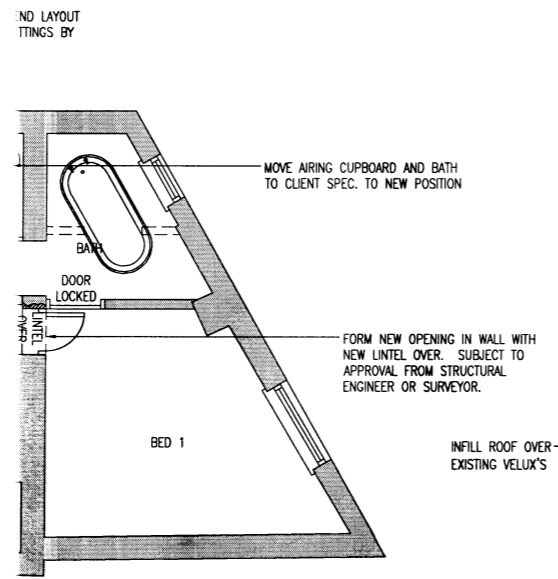 END LAYOUT
TTINGS BY
MOVE AIRING CUPBOARD AND BATH
TO CLIENT SPEC. TO NEW POSITION
BATH
DOOR
LOCKED
LINTEL
OVER
FORM NEW OPENING IN WALL WITH
NEW LINTEL OVER. SUBJECT TO
APPROVAL FROM STRUCTURAL
ENGINEER OR SURVEYOR.
BED 1
INFILL ROOF OVER
EXISTING VELUX'S